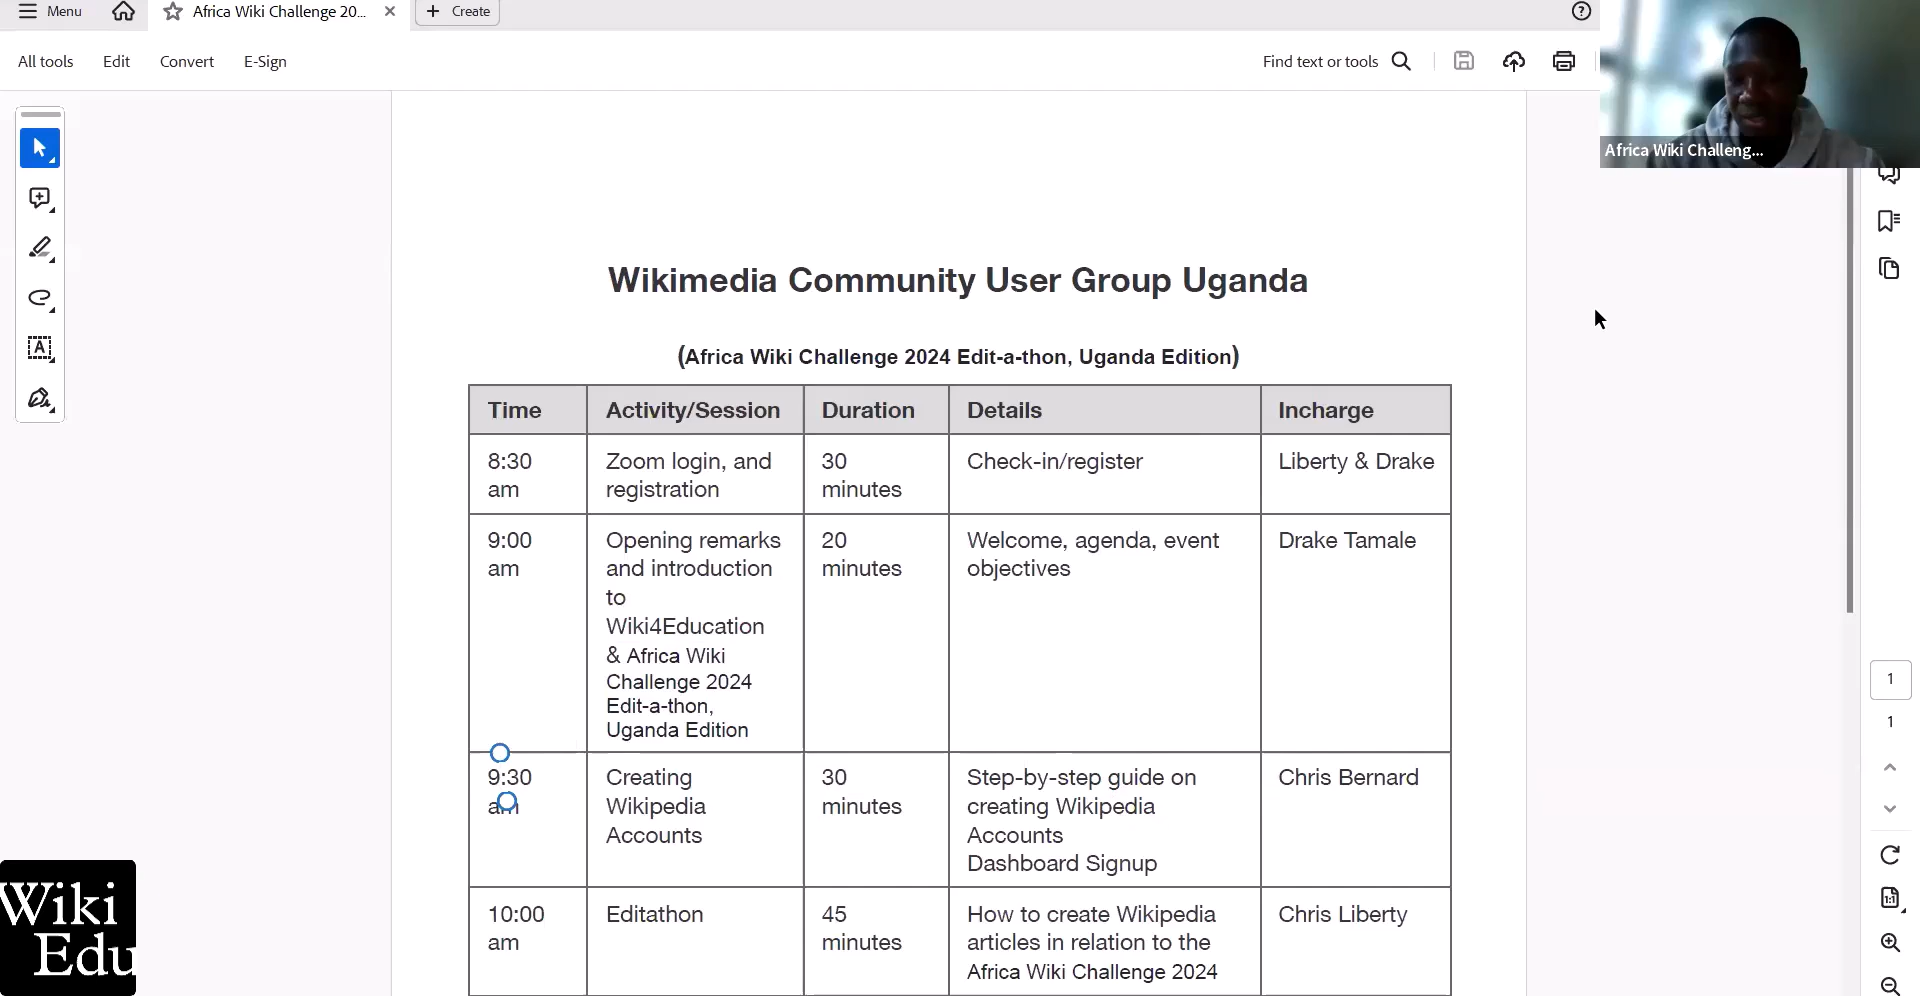 Menu
Africa Wiki Challenge 20...
Create
All tools
Edit
Convert
E-Sign
Find text or tools
Africa Wiki Challeng...
Wikimedia Community User Group Uganda
(Africa Wiki Challenge 2024 Edit-a-thon, Uganda Edition)
Time Activity/Session Duration Details Incharge
8:30
am
Zoom login, and
registration
30
minutes
Check-in/register
Liberty & Drake
9:00
am
Opening remarks
and introduction
to
Wiki4Education
& Africa Wiki
Challenge 2024
Edit-a-thon,
Uganda Edition
20
minutes
Welcome, agenda, event
objectives
Drake Tamale
9:30
am
Creating
Wikipedia
Accounts
30
minutes
Step-by-step guide on
creating Wikipedia
Accounts
Dashboard Signup
Chris Bernard
10:00
am
Editathon
45
minutes
How to create Wikipedia
articles in relation to the
Africa Wiki Challenge 2024
Chris Liberty
1
1
Wiki
Edu